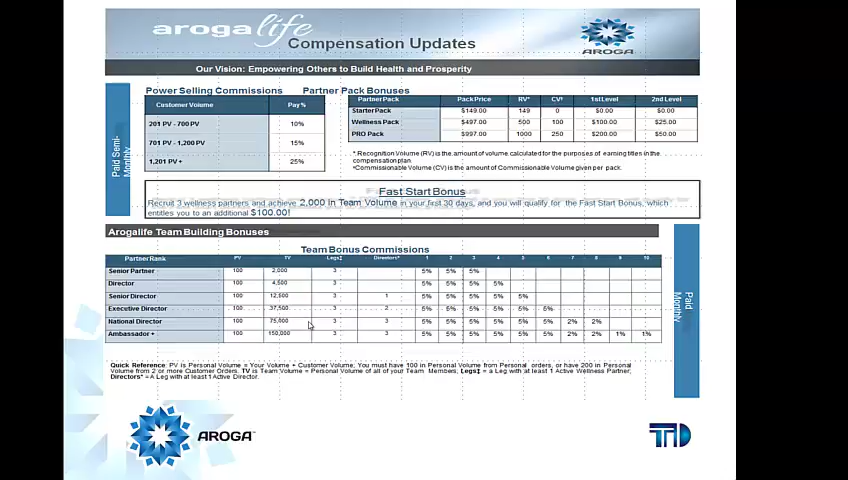 arogalife
Compensation Updates
AROGA
Our Vision: Empowering Others to Build Health and Prosperity
Power Selling Commissions Partner Pack Bonuses
Paid Semi-Monthly
Customer Volume Pay%
201 PV - 700 PV 10%
701 PV - 1,200 PV 15%
1,201 PV + 25%
Partner Pack Pack Price RV* CV† 1st Level 2nd Level
Starter Pack $149.00 149 0 $0.00 $0.00
Wellness Pack $497.00 500 100 $100.00 $25.00
PRO Pack $997.00 1000 250 $200.00 $50.00
* Recognition Volume (RV) is the amount of volume calculated for the purposes of earning titles in the
compensation plan.
Commissionable Volume (CV) is the amount of Commissionable Volume given per pack.
Fast Start Bonus
Recruit 3 wellness partners and achieve 2,000 in Team Volume in your first 30 days, and you will qualify for the Fast Start Bonus, which
entitles you to an additional $100.00!
Arogalife Team Building Bonuses
Team Bonus Commissions
Paid Monthly
Partner Rank PV TV Legs‡ Directors* 1 2 3 4 5 6 7 8 9 10
Senior Partner 100 2,000 3 5% 5% 5%
Director 100 4,500 3 5% 5% 5% 5%
Senior Director 100 12,500 3 1 5% 5% 5% 5% 5%
Executive Director 100 37,500 3 2 5% 5% 5% 5% 5% 5%
National Director 100 75,000 3 3 5% 5% 5% 5% 5% 5% 2% 2%
Ambassador + 100 150,000 3 3 5% 5% 5% 5% 5% 5% 2% 2% 1% 1%
Quick Reference: PV is Personal Volume = Your Volume + Customer Volume; You must have 100 in Personal Volume from Personal orders, or have 200 in Personal
Volume from 2 or more Customer Orders. TV is Team Volume = Personal Volume of all of your Team Members; Legs‡ = a Leg with at least 1 Active Wellness Partner;
Directors* = A Leg with at least 1 Active Director.
AROGA